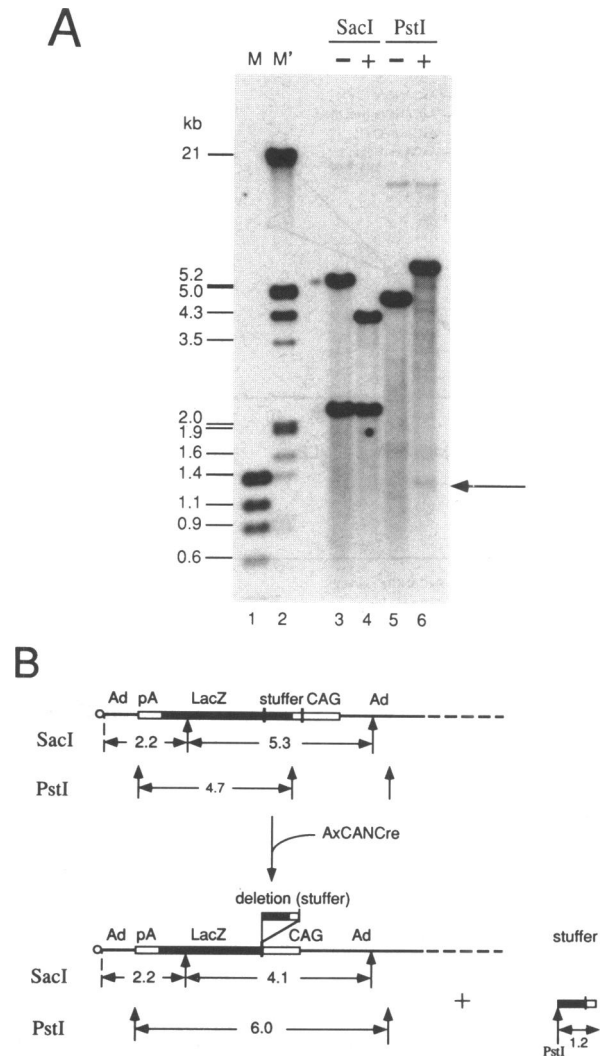 A
SacI PstI
M M' – + – +
kb
21
5.2
5.0
4.3
3.5
2.0
1.9
1.6
1.4
1.1
0.9
0.6
1 2 3 4 5 6
B
Ad pA LacZ stuffer CAG Ad
SacI 2.2 5.3
PstI 4.7
AxCANCre
deletion (stuffer)
Ad pA LacZ CAG Ad stuffer
SacI 2.2 4.1
+
PstI 6.0
PstI 1.2